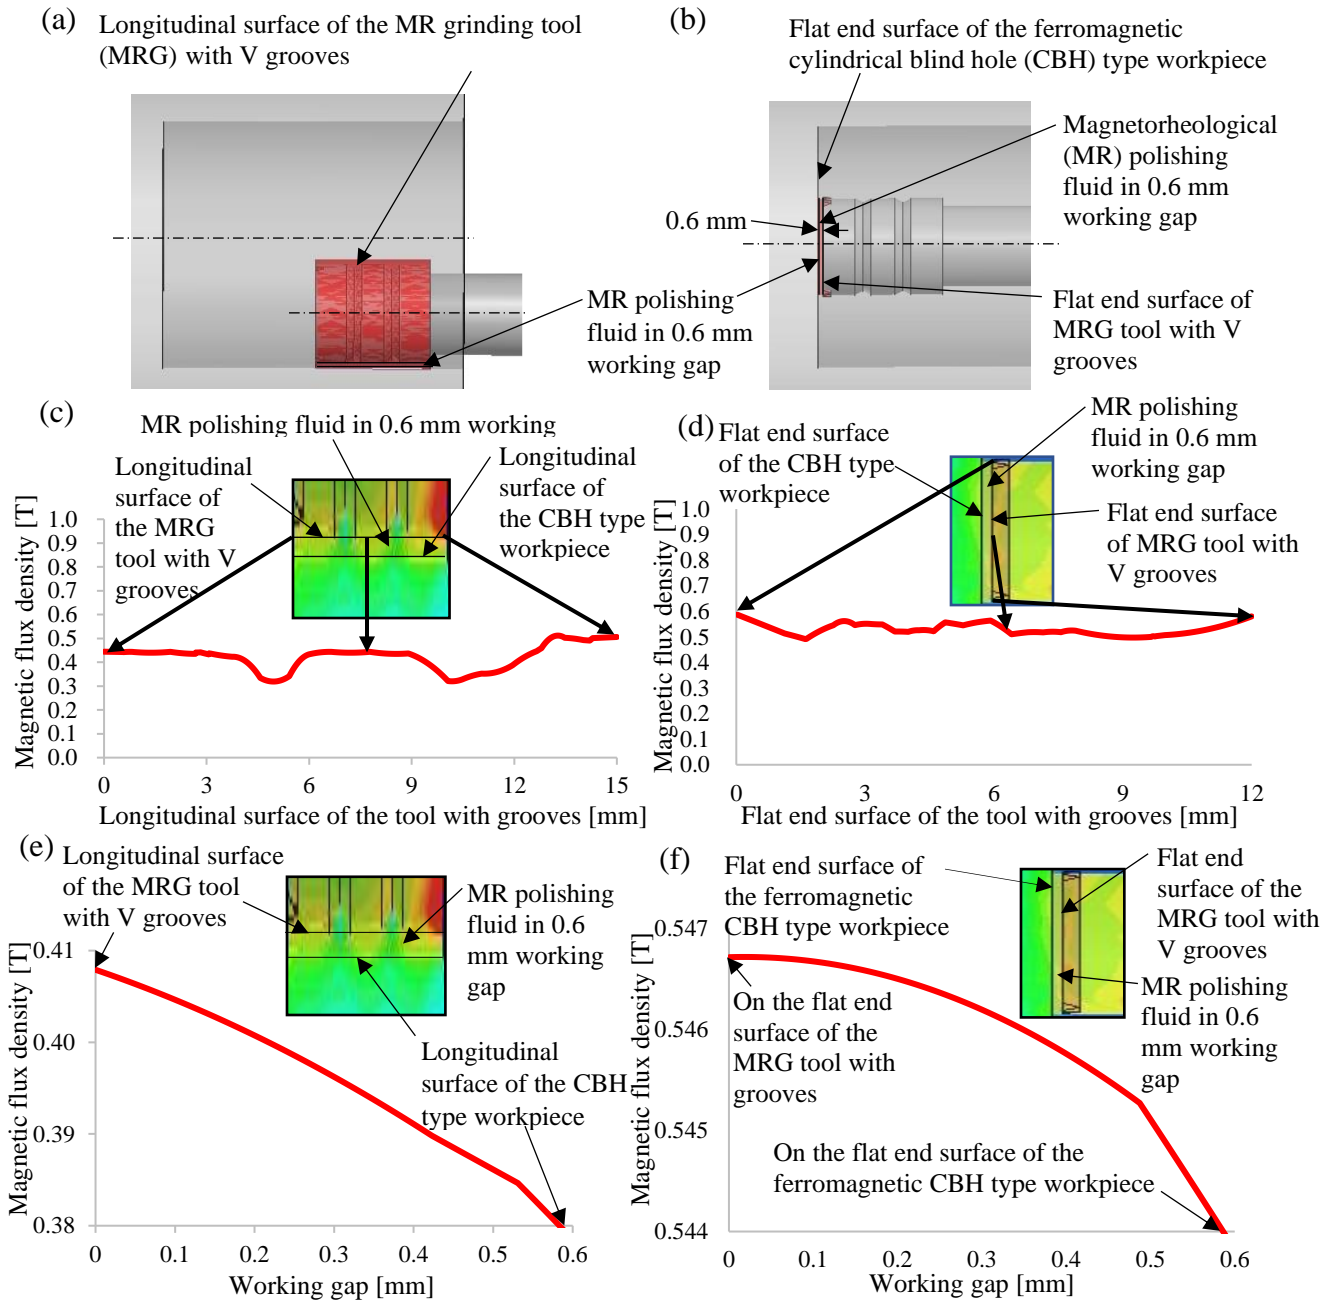 (a)
Longitudinal surface of the MR grinding tool
(MRG) with V grooves
MR polishing
fluid in 0.6 mm
working gap
(b)
Flat end surface of the ferromagnetic
cylindrical blind hole (CBH) type workpiece
Magnetorheological
(MR) polishing
fluid in 0.6 mm
working gap
0.6 mm
Flat end surface of
MRG tool with V
grooves
(c)
MR polishing fluid in 0.6 mm working
Longitudinal
surface of
the MRG
tool with V
grooves
Longitudinal
surface of
the CBH type
workpiece
Magnetic flux density [T]
1.0
0.9
0.8
0.7
0.6
0.5
0.4
0.3
0.2
0.1
0.0
0 3 6 9 12 15
Longitudinal surface of the tool with grooves [mm]
(d)
Flat end surface
of the CBH type
workpiece
MR polishing
fluid in 0.6 mm
working gap
Flat end surface
of MRG tool with
V grooves
Magnetic flux density [T]
1.0
0.9
0.8
0.7
0.6
0.5
0.4
0.3
0.2
0.1
0.0
0 3 6 9 12
Flat end surface of the tool with grooves [mm]
(e)
Longitudinal surface
of the MRG tool
with V grooves
MR polishing
fluid in 0.6
mm working
gap
Longitudinal
surface of the CBH
type workpiece
Magnetic flux density [T]
0.41
0.40
0.39
0.38
0 0.1 0.2 0.3 0.4 0.5 0.6
Working gap [mm]
(f)
Flat end surface of
the ferromagnetic
CBH type workpiece
Flat end
surface of the
MRG tool with
V grooves
MR polishing
fluid in 0.6
mm working
gap
On the flat end
surface of the
MRG tool with
grooves
On the flat end surface of the
ferromagnetic CBH type workpiece
Magnetic flux density [T]
0.547
0.546
0.545
0.544
0 0.1 0.2 0.3 0.4 0.5 0.6
Working gap [mm]